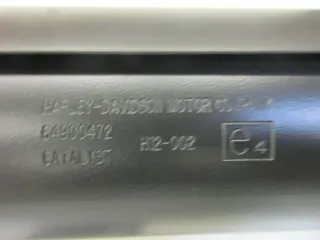 HARLEY-DAVIDSON MOTOR CO.
64900472
CATALYST H12-002 e4